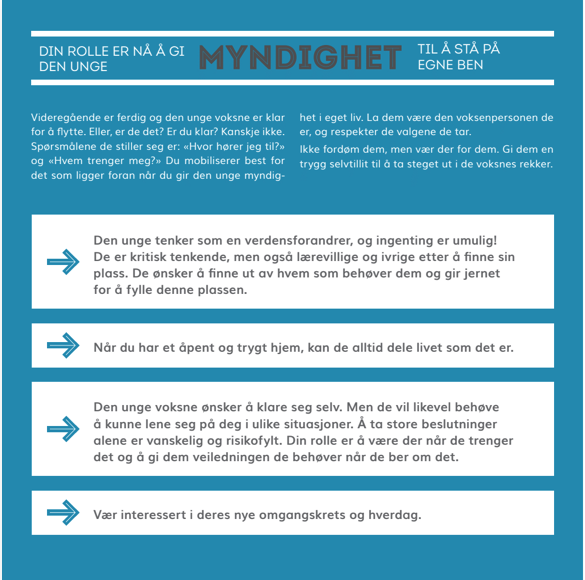 DIN ROLLE ER NÅ Å GI
DEN UNGE
MYNDIGHET
TIL Å STÅ PÅ
EGNE BEN
Videregående er ferdig og den unge voksne er klar
for å flytte. Eller, er de det? Er du klar? Kanskje ikke.
Spørsmålene de stiller seg er: «Hvor hører jeg til?»
og «Hvem trenger meg?» Du mobiliserer best for
det som ligger foran når du gir den unge myndig-
het i eget liv. La dem være den voksenpersonen de
er, og respekter de valgene de tar.
Ikke fordøm dem, men vær der for dem. Gi dem en
trygg selvtillit til å ta steget ut i de voksnes rekker.
Den unge tenker som en verdensforandrer, og ingenting er umulig!
De er kritisk tenkende, men også lærevillige og ivrige etter å finne sin
plass. De ønsker å finne ut av hvem som behøver dem og gir jernet
for å fylle denne plassen.
Når du har et åpent og trygt hjem, kan de alltid dele livet som det er.
Den unge voksne ønsker å klare seg selv. Men de vil likevel behøve
å kunne lene seg på deg i ulike situasjoner. Å ta store beslutninger
alene er vanskelig og risikofylt. Din rolle er å være der når de trenger
det og å gi dem veiledningen de behøver når de ber om det.
Vær interessert i deres nye omgangskrets og hverdag.